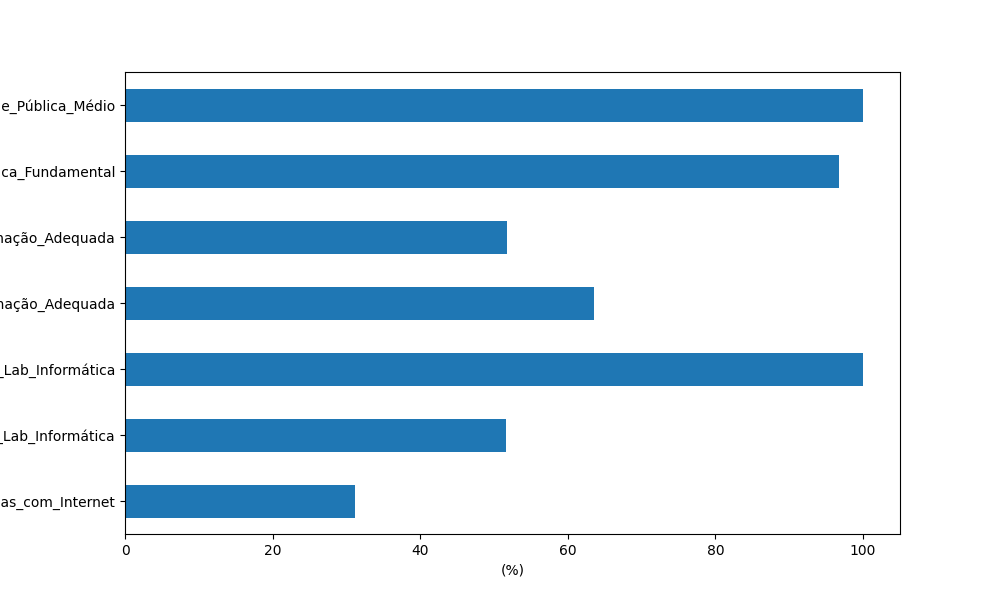 e_Pública_Médio
ca_Fundamental
nação_Adequada
nação_Adequada
_Lab_Informática
_Lab_Informática
as_com_Internet
0 20 40 60 80 100
(%)